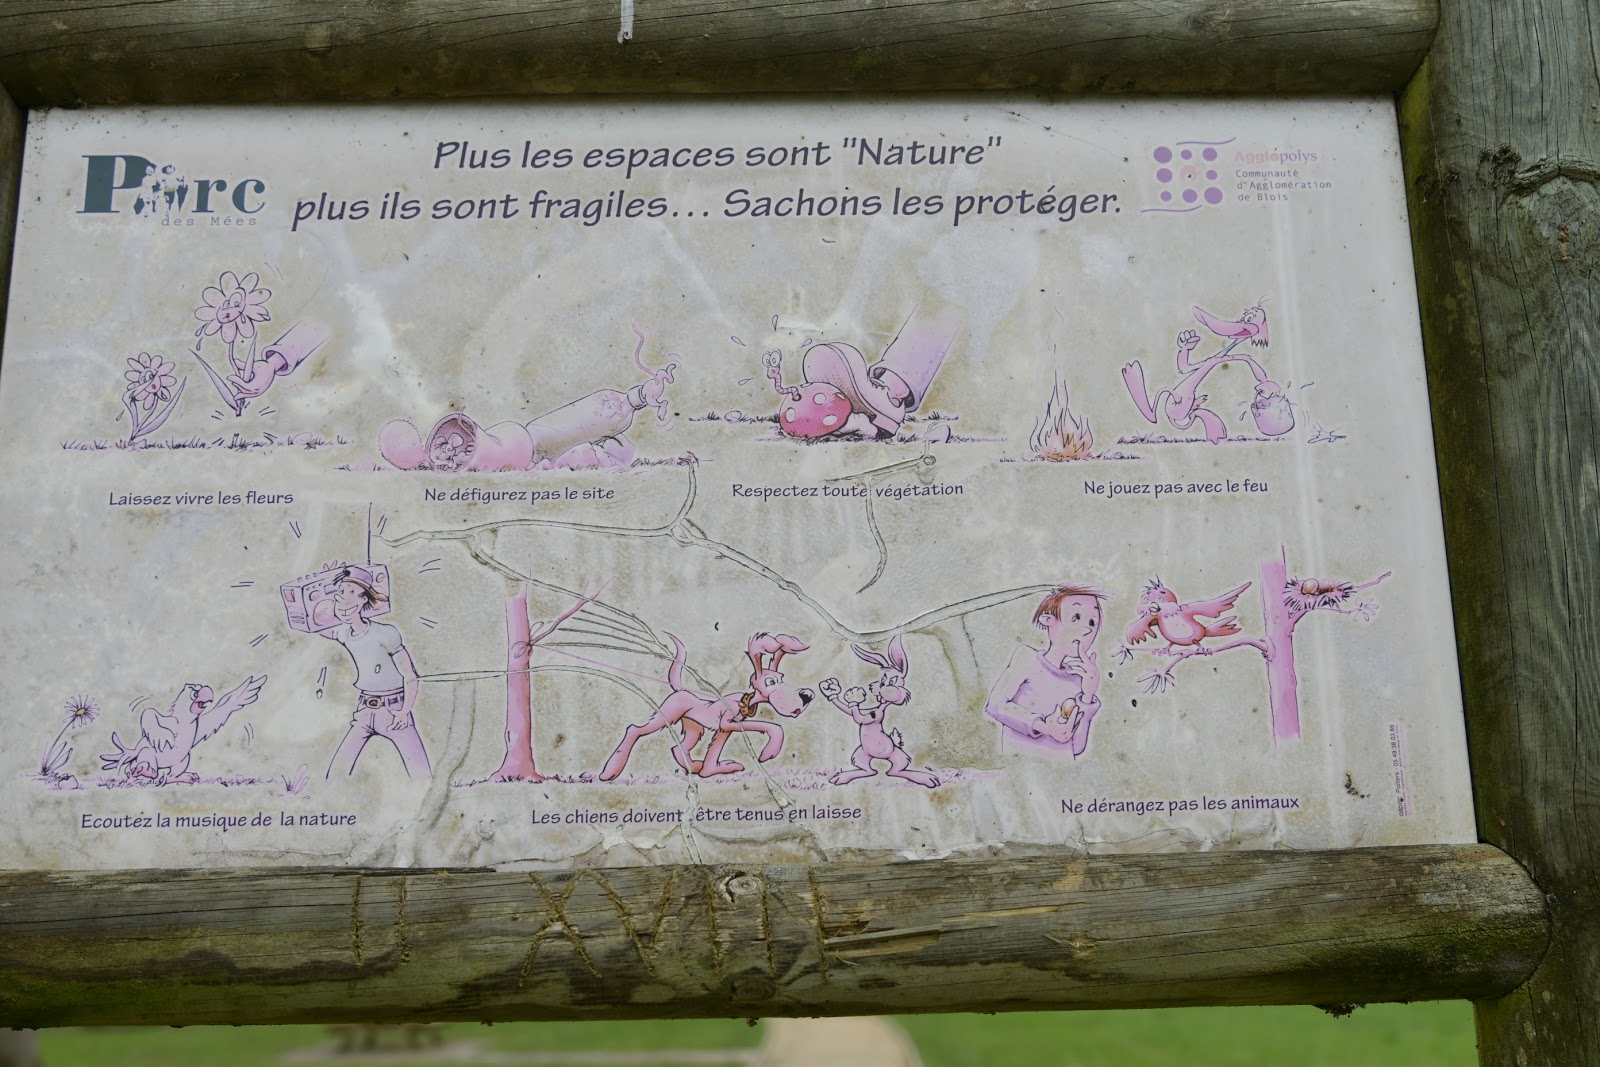 Parc
des Mées
Plus les espaces sont "Nature"
plus ils sont fragiles... Sachons les protéger.
Agglopolys
Communauté
d'Agglomération
de Blois
Laissez vivre les fleurs
Ne défigurez pas le site
Respectez toute végétation
Ne jouez pas avec le feu
Ecoutez la musique de la nature
Les chiens doivent être tenus en laisse
Ne dérangez pas les animaux